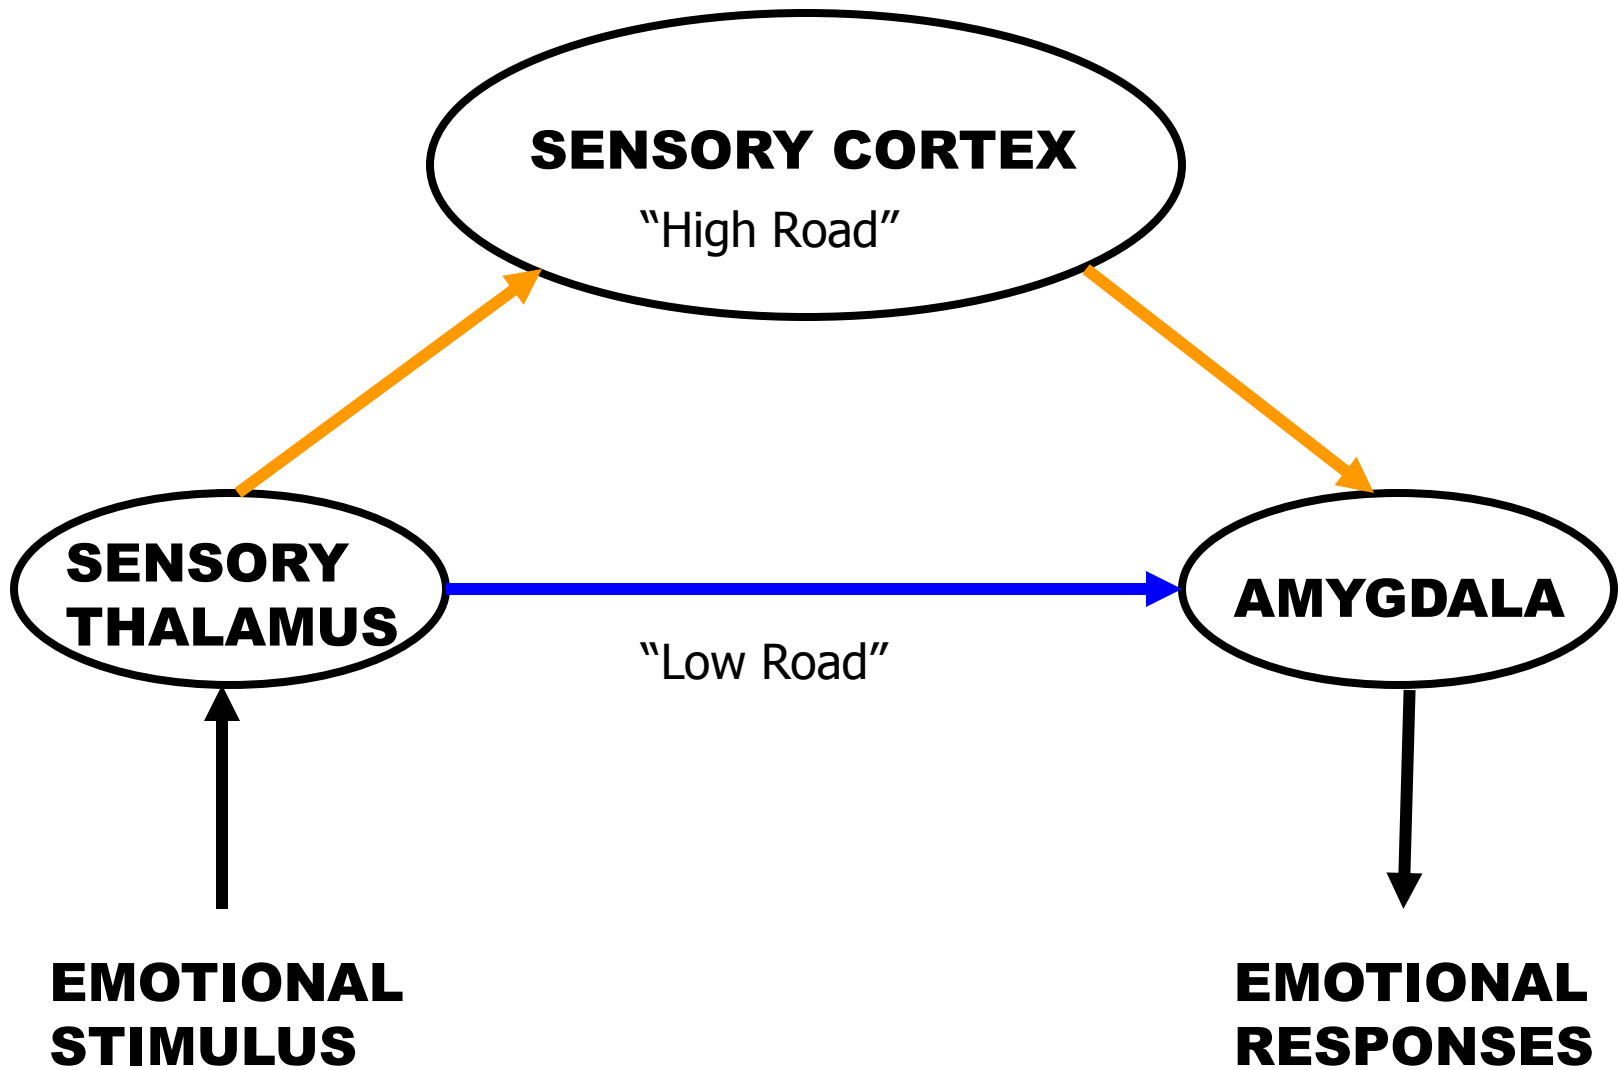 SENSORY CORTEX
“High Road”
SENSORY
THALAMUS
AMYGDALA
“Low Road”
EMOTIONAL
STIMULUS
EMOTIONAL
RESPONSES